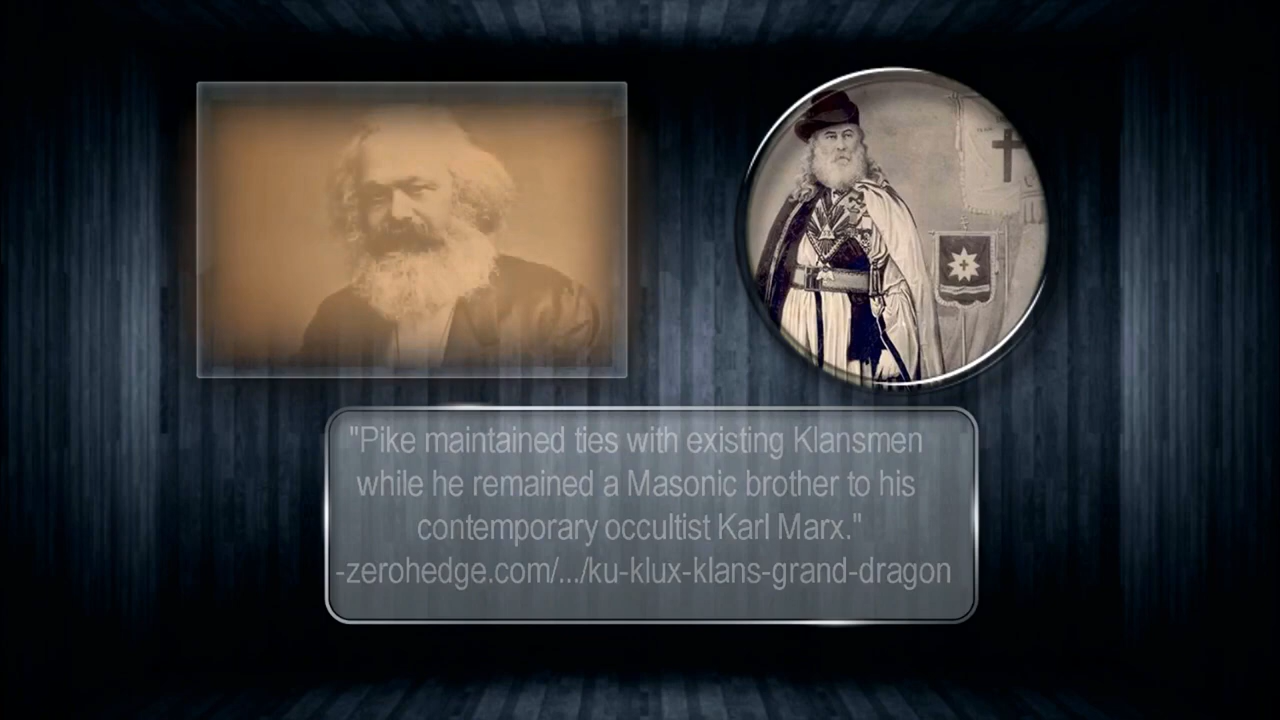 "Pike maintained ties with existing Klansmen
while he remained a Masonic brother to his
contemporary occultist Karl Marx."
-zerohedge.com/.../ku-klux-klans-grand-dragon